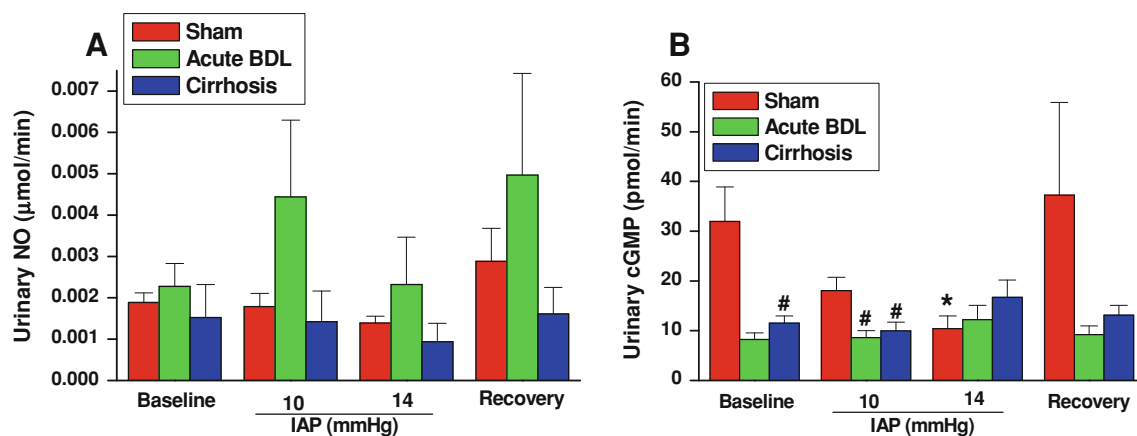 A
Sham
Acute BDL
Cirrhosis
Urinary NO (μmol/min)
0.007
0.006
0.005
0.004
0.003
0.002
0.001
0.000
Baseline
10
14
Recovery
IAP (mmHg)
B
Sham
Acute BDL
Cirrhosis
Urinary cGMP (pmol/min)
60
50
40
30
20
10
0
#
#
#
*
Baseline
10
14
Recovery
IAP (mmHg)